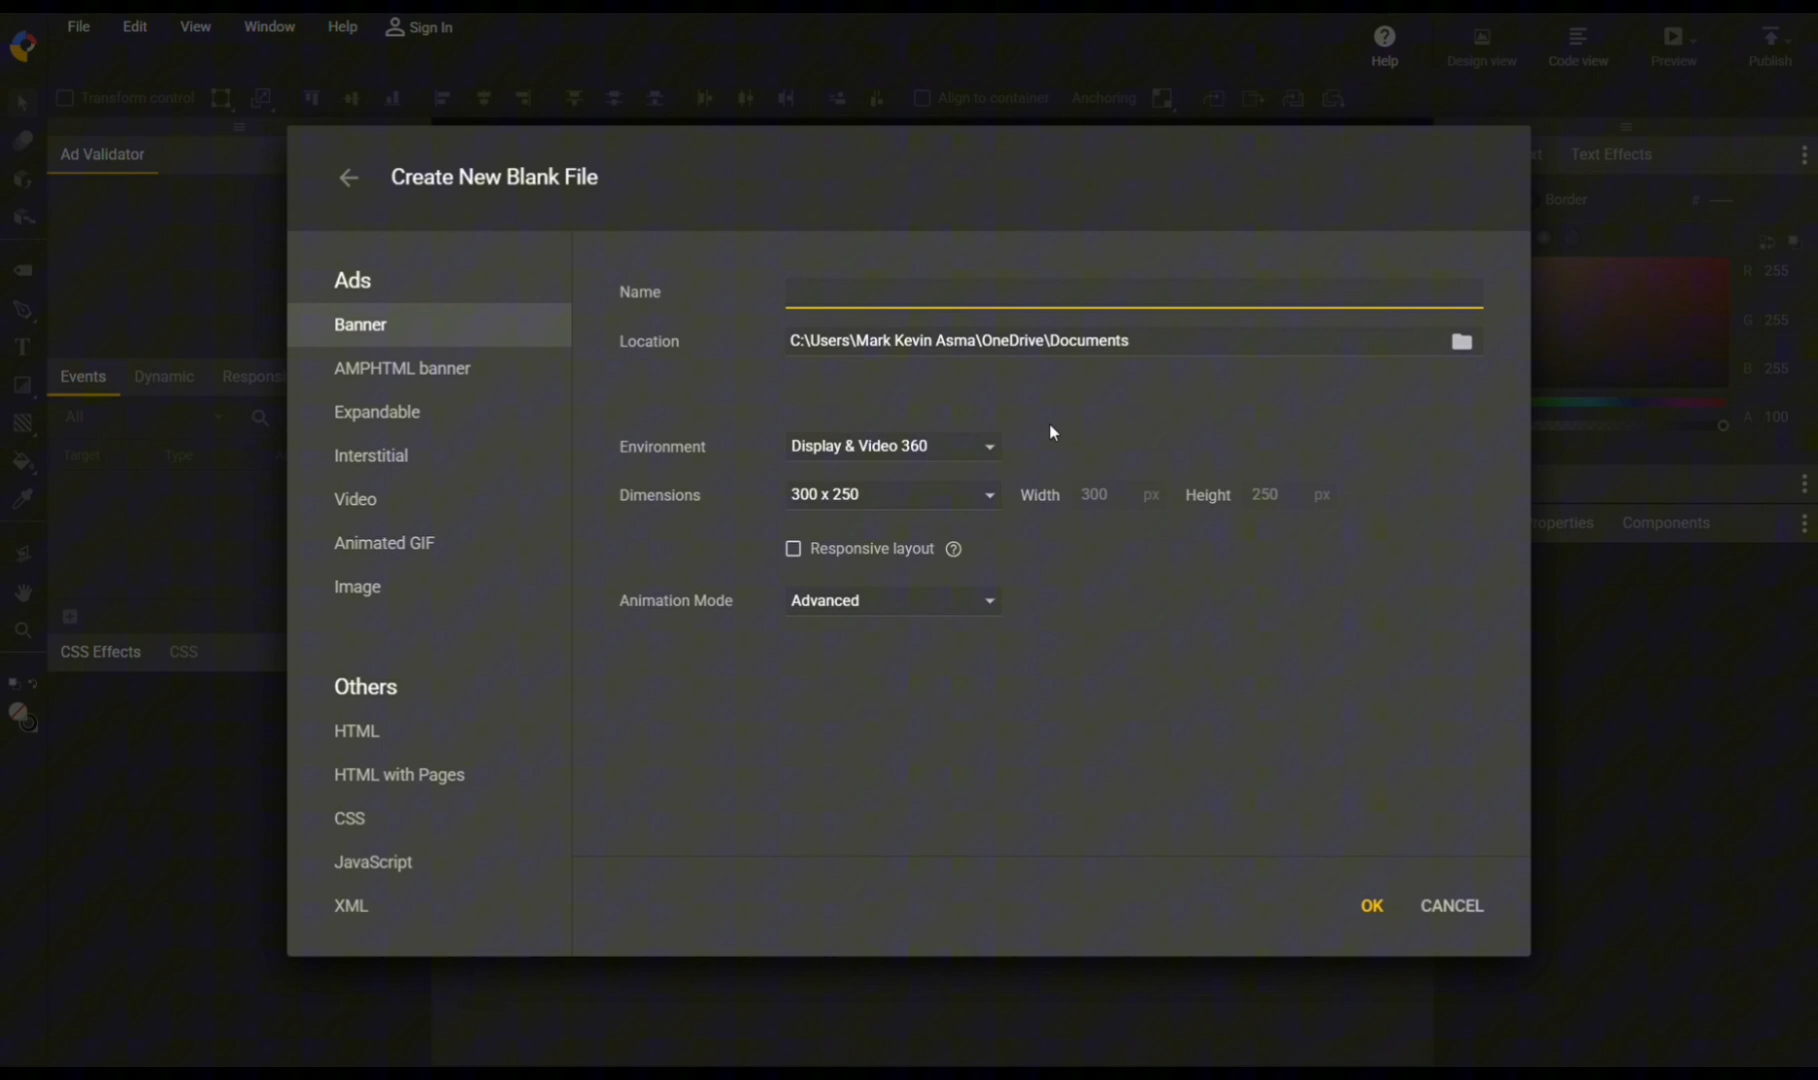 File Edit View Window Help Sign In
Help Design view Code view Preview Publish
Transform control Align to container Anchoring
Ad Validator
Text Effects
Create New Blank File
Border
R 255
G 255
B 255
A 100
Ads
Banner
AMPHTML banner
Expandable
Interstitial
Video
Animated GIF
Image
Others
HTML
HTML with Pages
CSS
JavaScript
XML
Name
Location C:\Users\Mark Kevin Asma\OneDrive\Documents
Environment Display & Video 360
Dimensions 300 x 250 Width 300 px Height 250 px
Responsive layout
Animation Mode Advanced
OK CANCEL
Events Dynamic Respons
All
Target Type
CSS Effects CSS
roperties Components